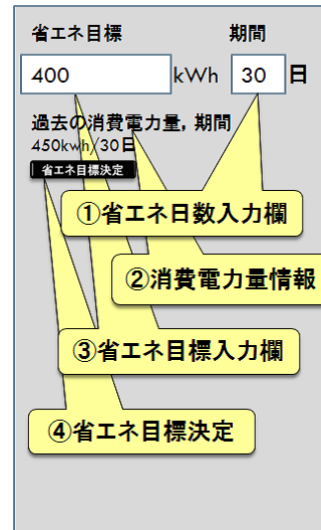 省エネ目標 期間
400 kWh 30 日
過去の消費電力量, 期間
450kwh/30日
省エネ目標決定
①省エネ日数入力欄
②消費電力量情報
③省エネ目標入力欄
④省エネ目標決定